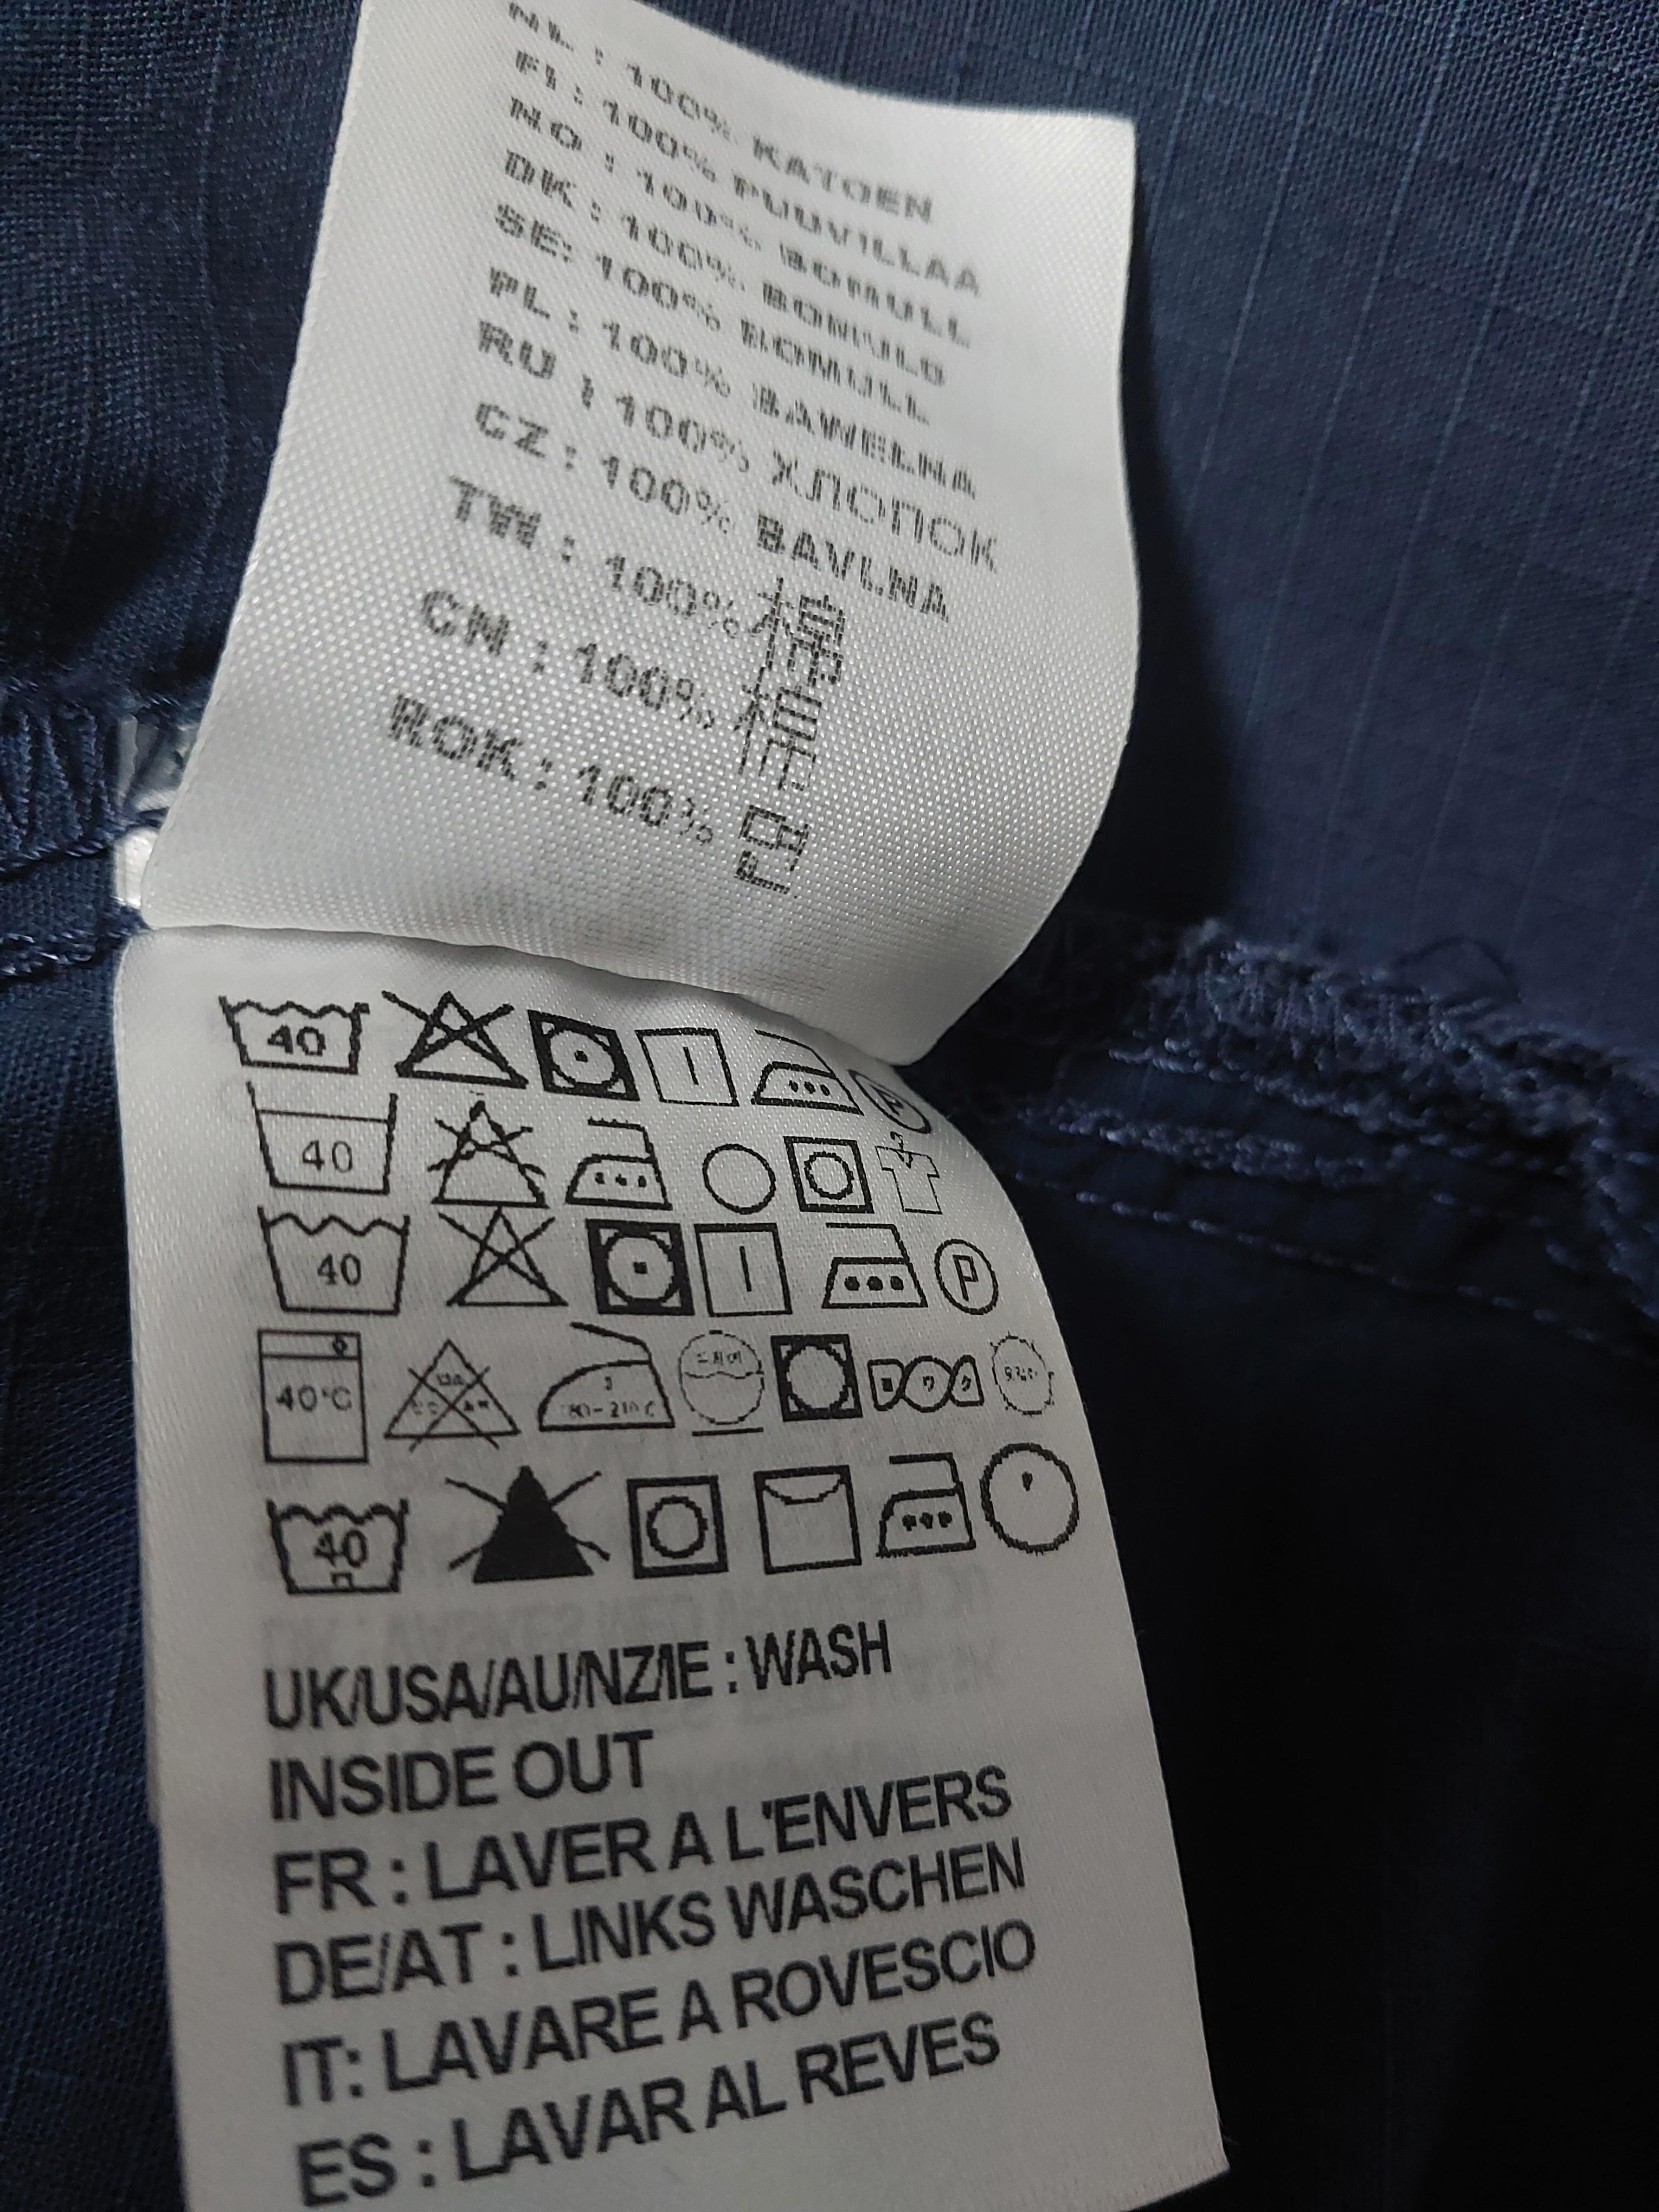 NL : 100% KATOEN
FI : 100% PUUVILLAA
NO : 100% BOMULL
DK : 100% BOMULD
SE: 100% BOMULL
PL : 100% BAWELNA
RU : 100% ХЛОПОК
CZ : 100% BAVLNA
TW : 100% 棉
CN : 100% 棉
ROK : 100% 면
40
40
40 P
40°C
40 P
UK/USA/AU/NZ/IE : WASH
INSIDE OUT
FR : LAVER A L'ENVERS
DE/AT : LINKS WASCHEN
IT: LAVARE A ROVESCIO
ES : LAVAR AL REVES